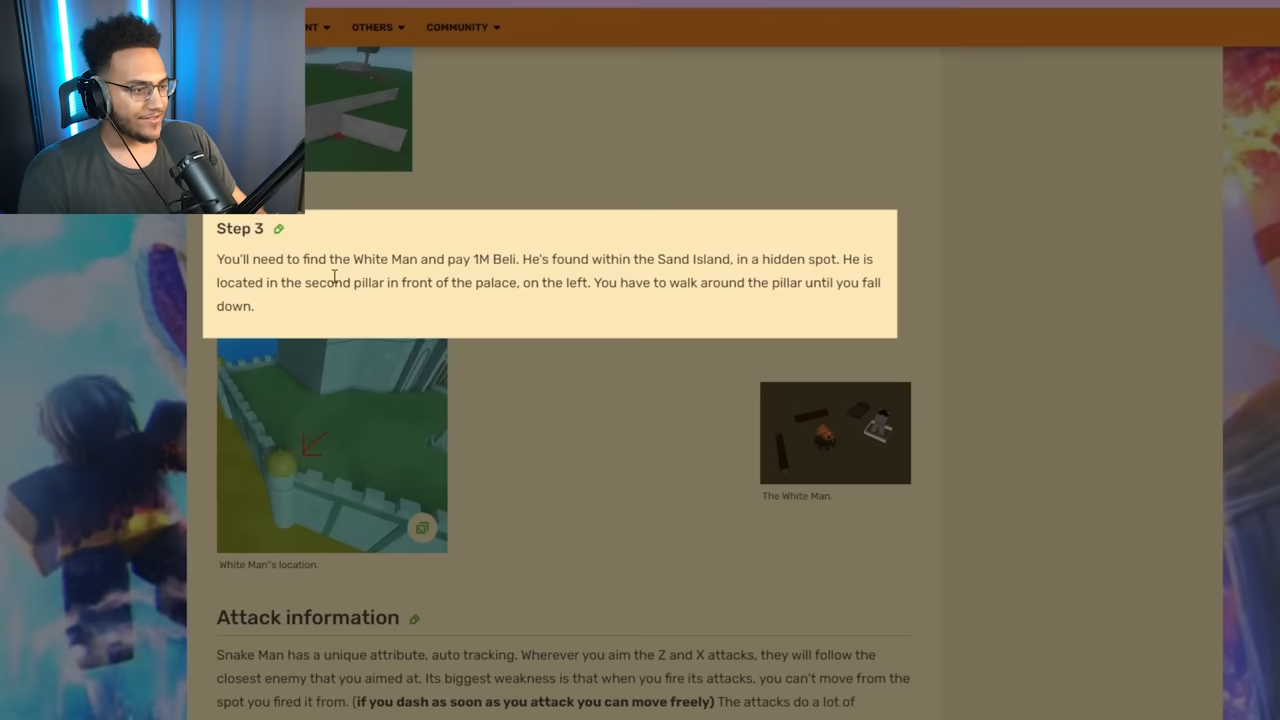 NT OTHERS COMMUNITY
Step 3
You'll need to find the White Man and pay 1M Beli. He's found within the Sand Island, in a hidden spot. He is
located in the second pillar in front of the palace, on the left. You have to walk around the pillar until you fall
down.
The White Man.
White Man"s location.
Attack information
Snake Man has a unique attribute, auto tracking. Wherever you aim the Z and X attacks, they will follow the
closest enemy that you aimed at. Its biggest weakness is that when you fire its attacks, you can't move from the
spot you fired it from. (if you dash as soon as you attack you can move freely) The attacks do a lot of